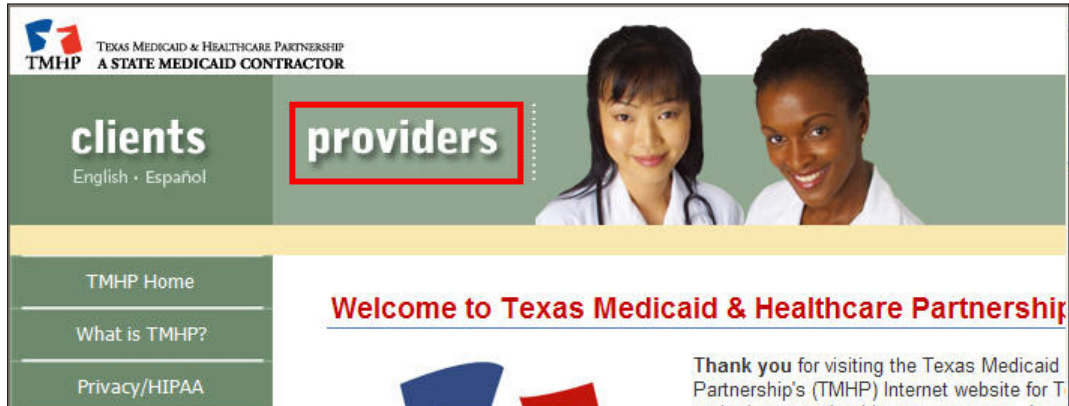 TMHP
TEXAS MEDICAID & HEALTHCARE PARTNERSHIP
A STATE MEDICAID CONTRACTOR
clients
English • Español
providers
TMHP Home
What is TMHP?
Privacy/HIPAA
Welcome to Texas Medicaid & Healthcare Partnership
Thank you for visiting the Texas Medicaid
Partnership's (TMHP) Internet website for